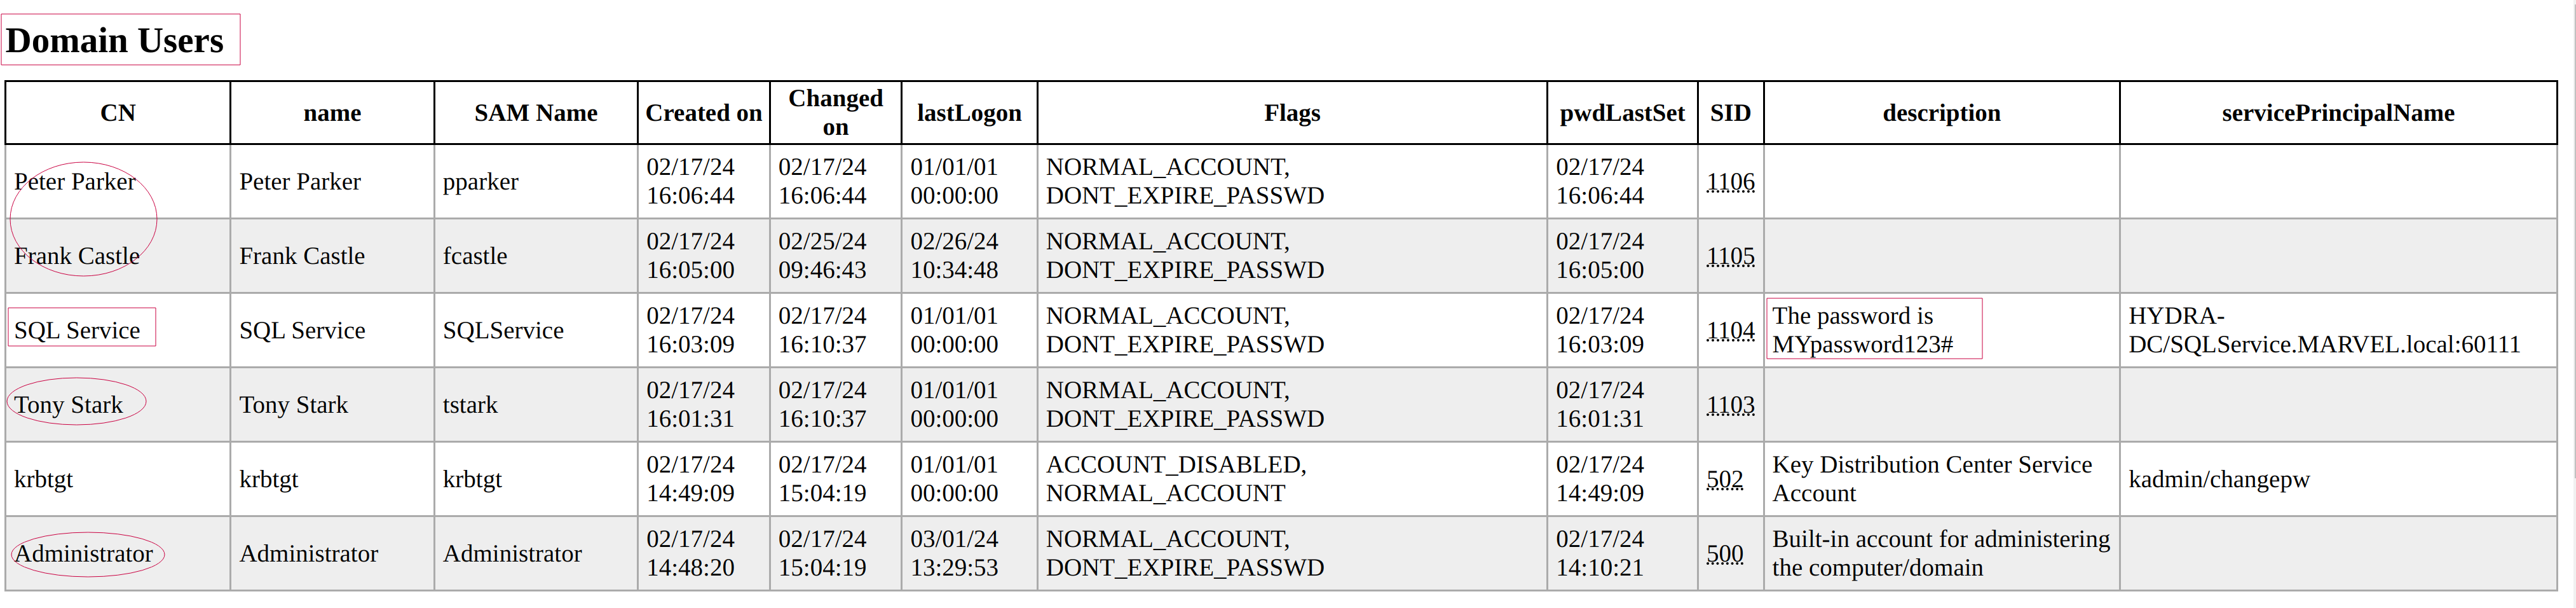 Domain Users
CN name SAM Name Created on Changed on lastLogon Flags pwdLastSet SID description servicePrincipalName
Peter Parker Peter Parker pparker 02/17/24 16:06:44 02/17/24 16:06:44 01/01/01 00:00:00 NORMAL_ACCOUNT, DONT_EXPIRE_PASSWD 02/17/24 16:06:44 1106
Frank Castle Frank Castle fcastle 02/17/24 16:05:00 02/25/24 09:46:43 02/26/24 10:34:48 NORMAL_ACCOUNT, DONT_EXPIRE_PASSWD 02/17/24 16:05:00 1105
SQL Service SQL Service SQLService 02/17/24 16:03:09 02/17/24 16:10:37 01/01/01 00:00:00 NORMAL_ACCOUNT, DONT_EXPIRE_PASSWD 02/17/24 16:03:09 1104 The password is MYpassword123# HYDRA-DC/SQLService.MARVEL.local:60111
Tony Stark Tony Stark tstark 02/17/24 16:01:31 02/17/24 16:10:37 01/01/01 00:00:00 NORMAL_ACCOUNT, DONT_EXPIRE_PASSWD 02/17/24 16:01:31 1103
krbtgt krbtgt krbtgt 02/17/24 14:49:09 02/17/24 15:04:19 01/01/01 00:00:00 ACCOUNT_DISABLED, NORMAL_ACCOUNT 02/17/24 14:49:09 502 Key Distribution Center Service Account kadmin/changepw
Administrator Administrator Administrator 02/17/24 14:48:20 02/17/24 15:04:19 03/01/24 13:29:53 NORMAL_ACCOUNT, DONT_EXPIRE_PASSWD 02/17/24 14:10:21 500 Built-in account for administering the computer/domain